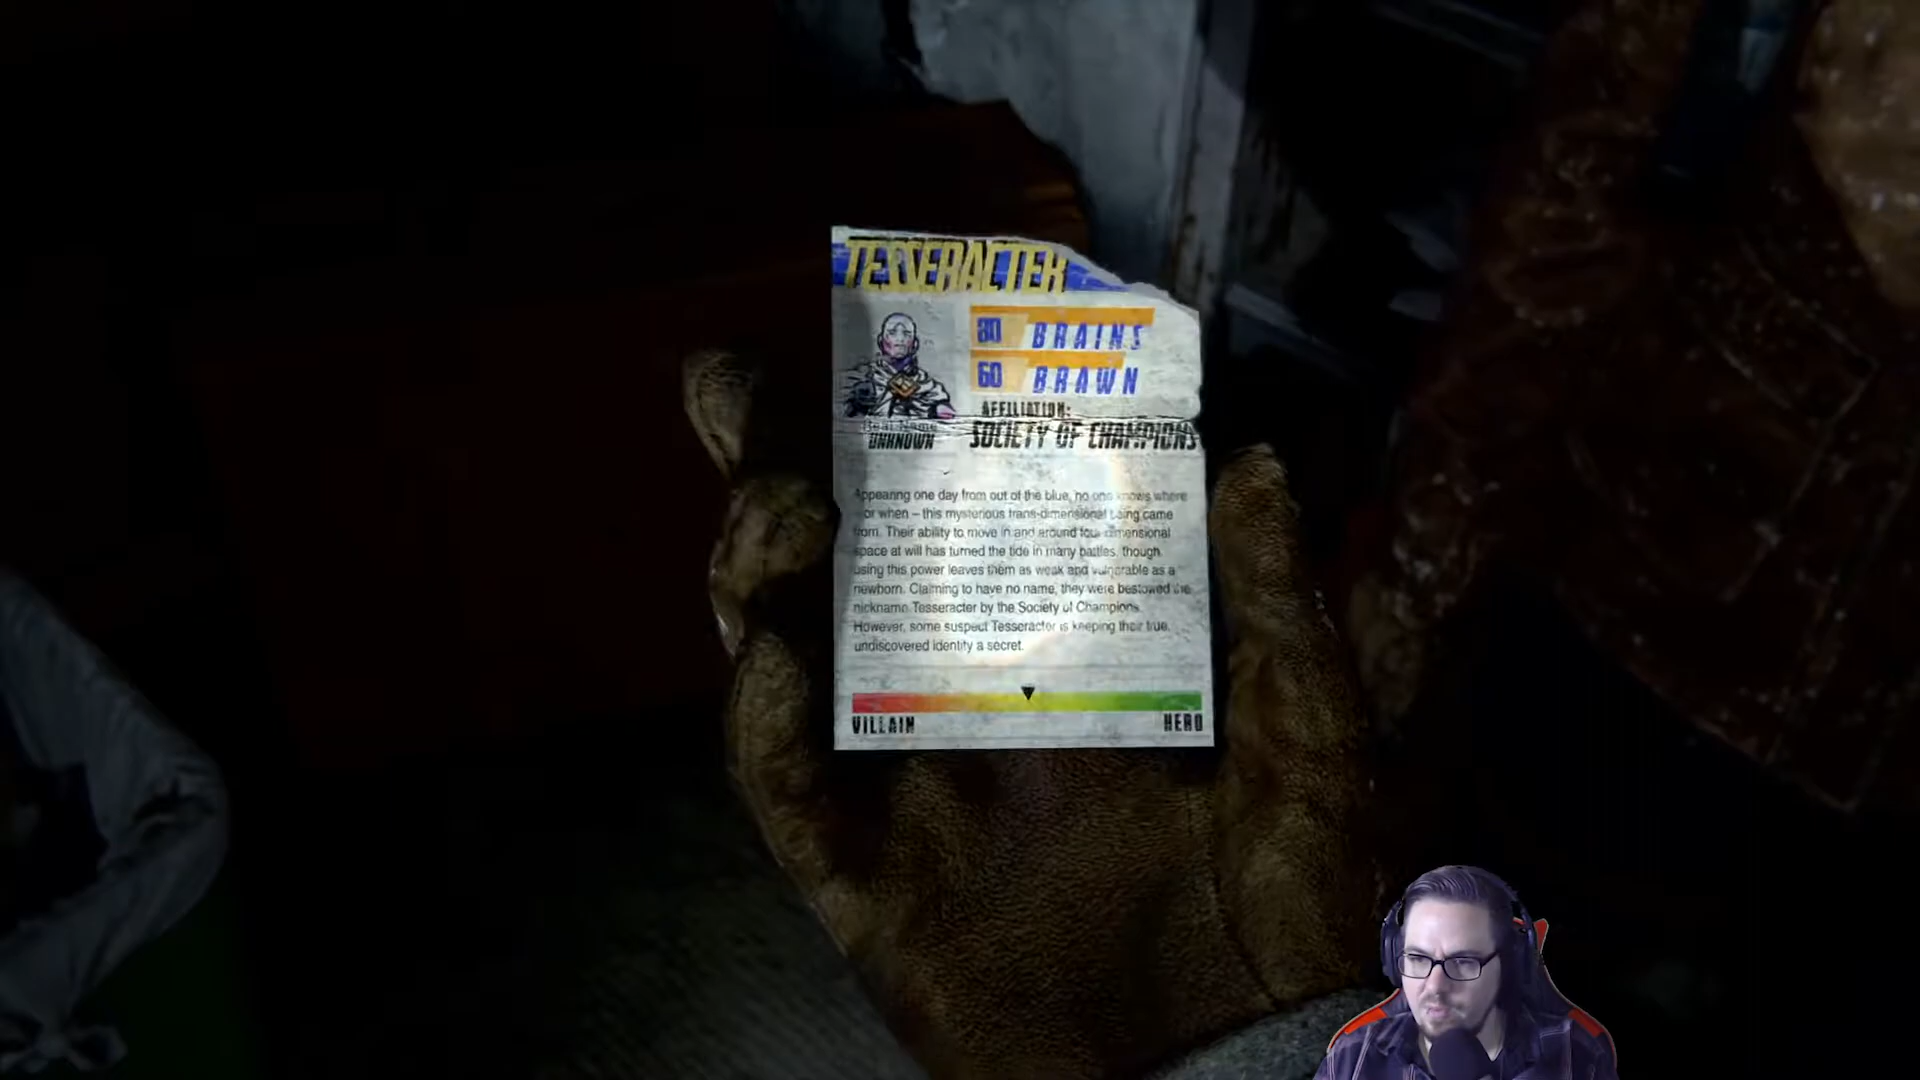 TESSERACTER
80 BRAINS
60 BRAWN
AFFILIATION:
Real Name
UNKNOWN
SOCIETY OF CHAMPIONS
Appearing one day from out of the blue, no one knows where
– or when – this mysterious trans-dimensional being came
from. Their ability to move in and around four-dimensional
space at will has turned the tide in many battles, though
using this power leaves them as weak and vulnerable as a
newborn. Claiming to have no name, they were bestowed the
nickname Tesseracter by the Society of Champions.
However, some suspect Tesseracter is keeping their true,
undiscovered identity a secret.
VILLAIN
HERO